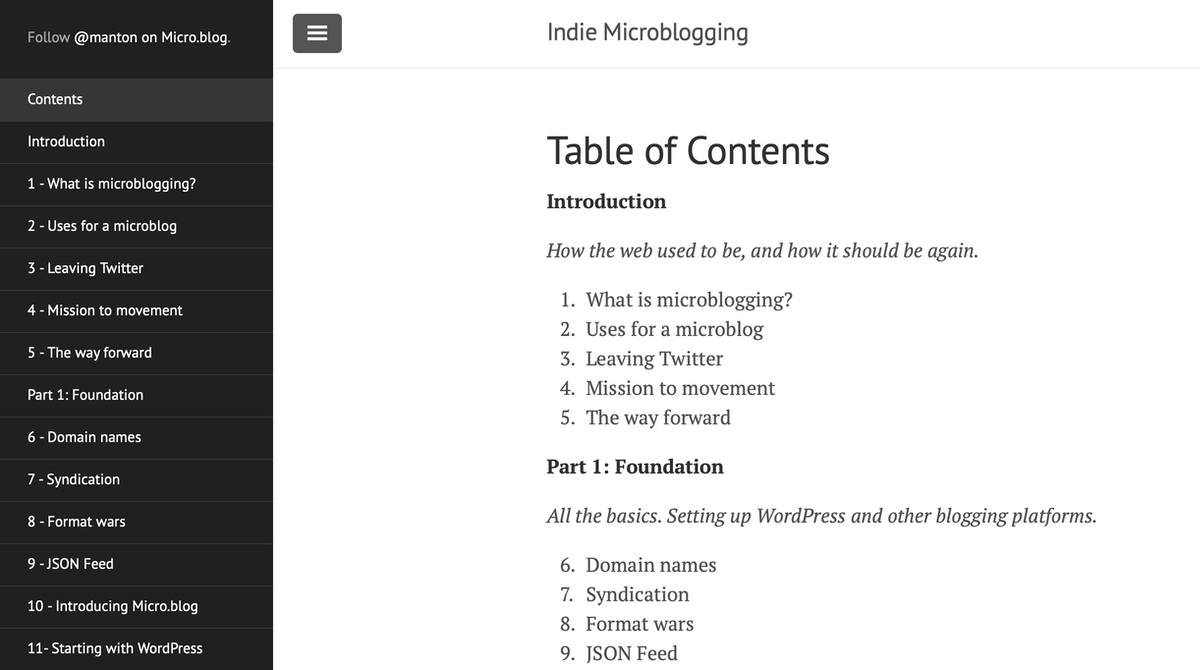 Follow @manton on Micro.blog.
Contents
Introduction
1 - What is microblogging?
2 - Uses for a microblog
3 - Leaving Twitter
4 - Mission to movement
5 - The way forward
Part 1: Foundation
6 - Domain names
7 - Syndication
8 - Format wars
9 - JSON Feed
10 - Introducing Micro.blog
11- Starting with WordPress
Indie Microblogging
Table of Contents
Introduction
How the web used to be, and how it should be again.
1. What is microblogging?
2. Uses for a microblog
3. Leaving Twitter
4. Mission to movement
5. The way forward
Part 1: Foundation
All the basics. Setting up WordPress and other blogging platforms.
6. Domain names
7. Syndication
8. Format wars
9. JSON Feed